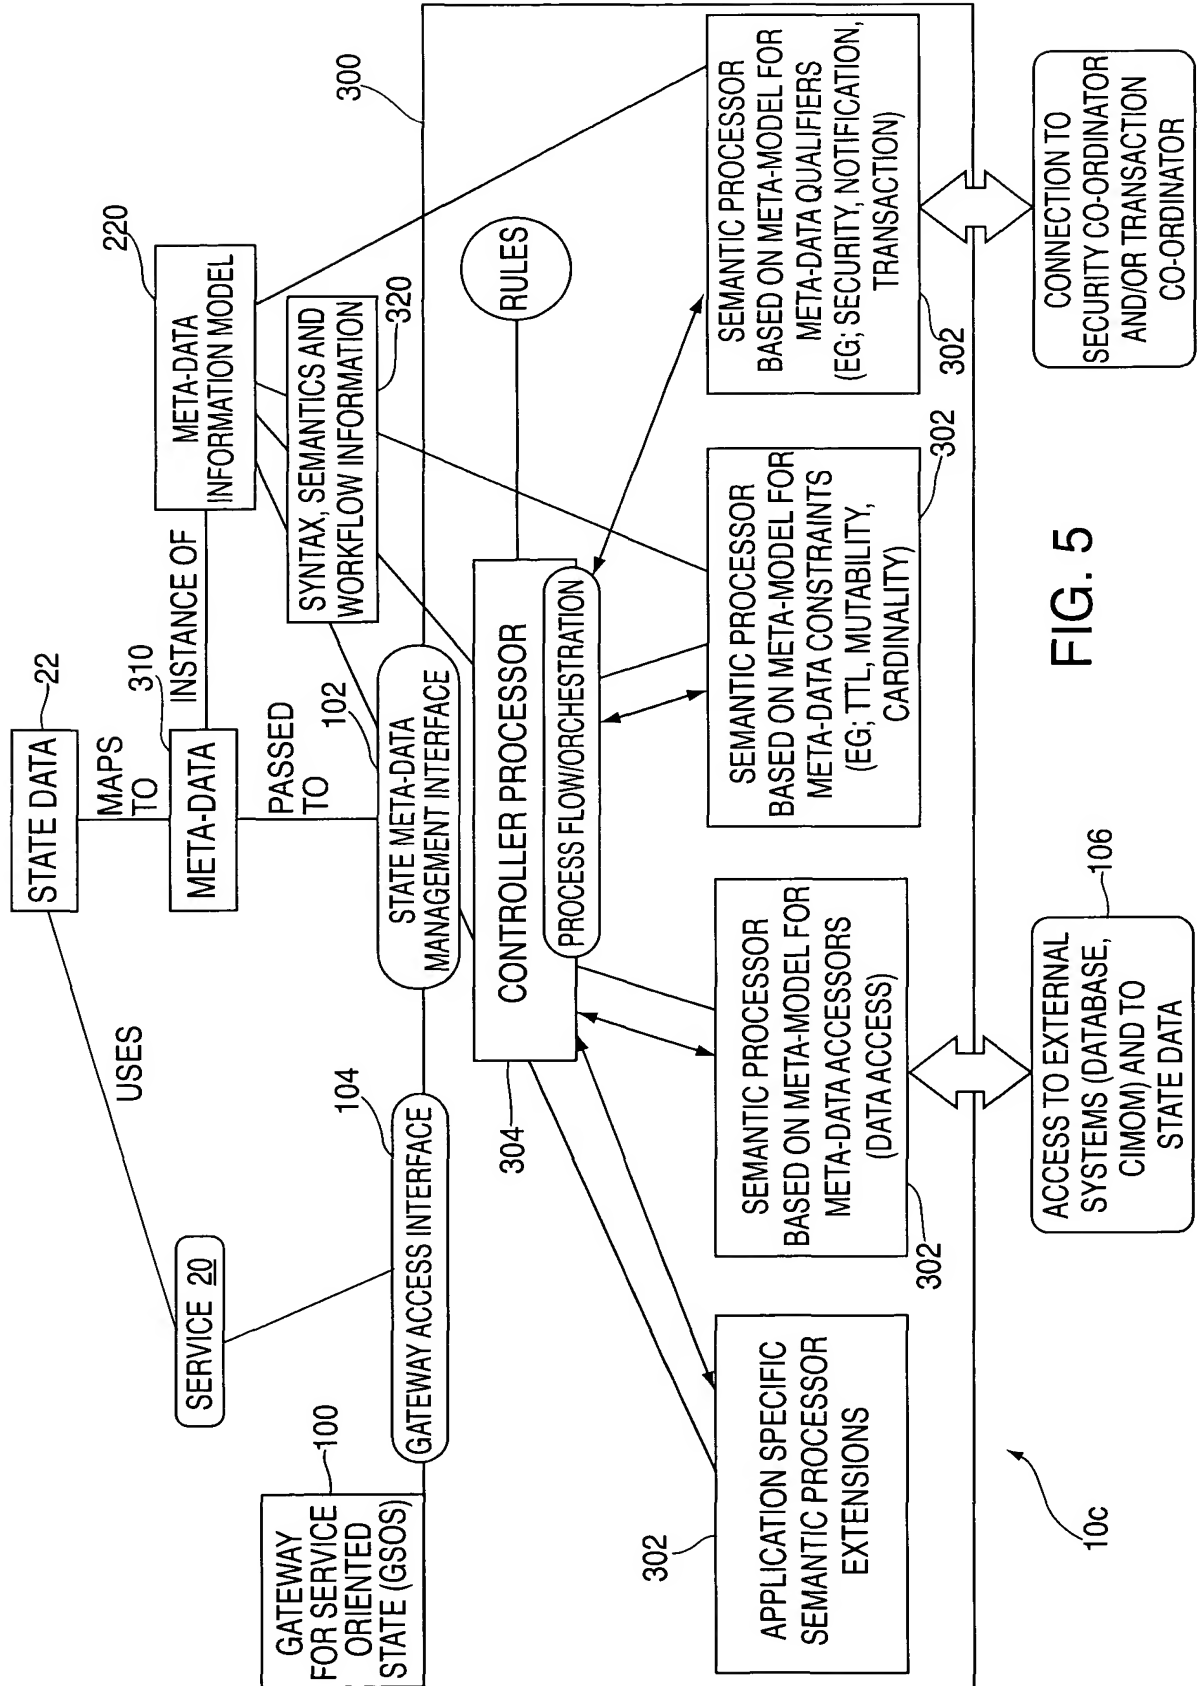 STATE DATA
22
MAPS
TO
USES
310
META-DATA
INSTANCE OF
220
META-DATA
INFORMATION MODEL
SERVICE 20
PASSED
TO
SYNTAX, SEMANTICS AND
WORKFLOW INFORMATION
320
300
100
GATEWAY
FOR SERVICE
ORIENTED
STATE (GSOS)
104
GATEWAY ACCESS INTERFACE
102
STATE META-DATA
MANAGEMENT INTERFACE
RULES
304
CONTROLLER PROCESSOR
PROCESS FLOW/ORCHESTRATION
302
APPLICATION SPECIFIC
SEMANTIC PROCESSOR
EXTENSIONS
SEMANTIC PROCESSOR
BASED ON META-MODEL FOR
META-DATA ACCESSORS
(DATA ACCESS)
302
SEMANTIC PROCESSOR
BASED ON META-MODEL FOR
META-DATA CONSTRAINTS
(EG; TTL, MUTABILITY,
CARDINALITY)
302
SEMANTIC PROCESSOR
BASED ON META-MODEL FOR
META-DATA QUALIFIERS
(EG; SECURITY, NOTIFICATION,
TRANSACTION)
302
10c
ACCESS TO EXTERNAL
SYSTEMS (DATABASE,
CIMOM) AND TO
STATE DATA
106
CONNECTION TO
SECURITY CO-ORDINATOR
AND/OR TRANSACTION
CO-ORDINATOR
FIG. 5